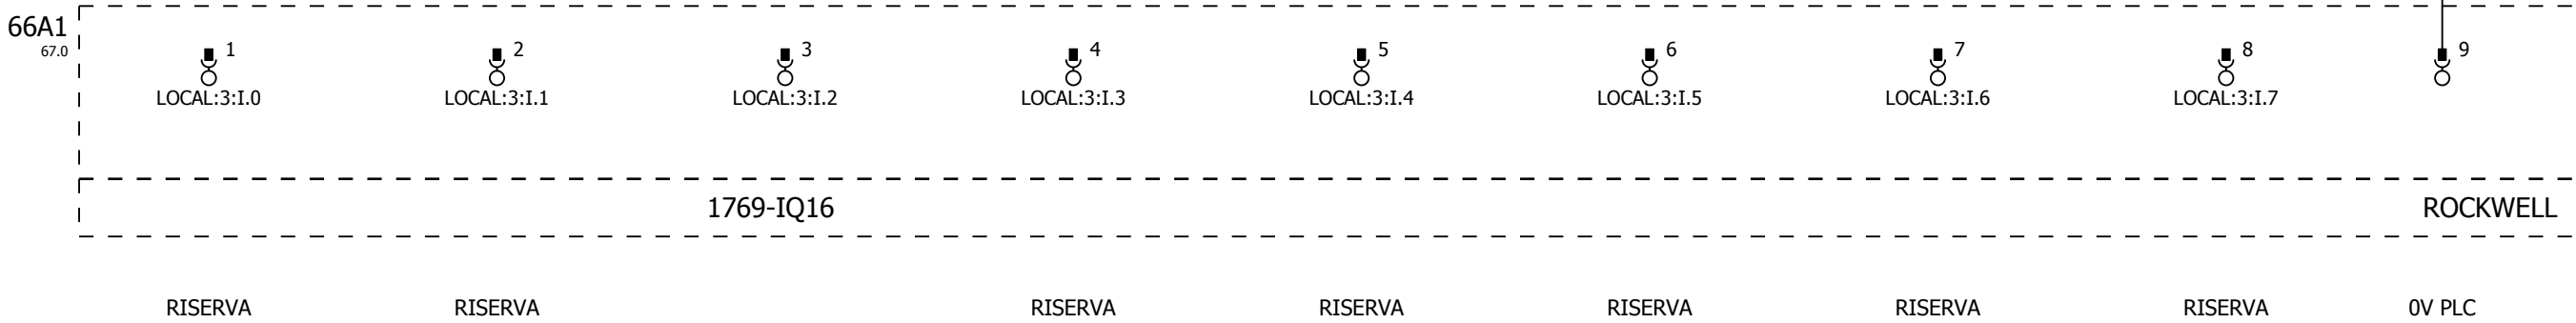 66A1
67.0
1 2 3 4 5 6 7 8 9
LOCAL:3:I.0 LOCAL:3:I.1 LOCAL:3:I.2 LOCAL:3:I.3 LOCAL:3:I.4 LOCAL:3:I.5 LOCAL:3:I.6 LOCAL:3:I.7
1769-IQ16 ROCKWELL
RISERVA RISERVA RISERVA RISERVA RISERVA RISERVA RISERVA 0V PLC